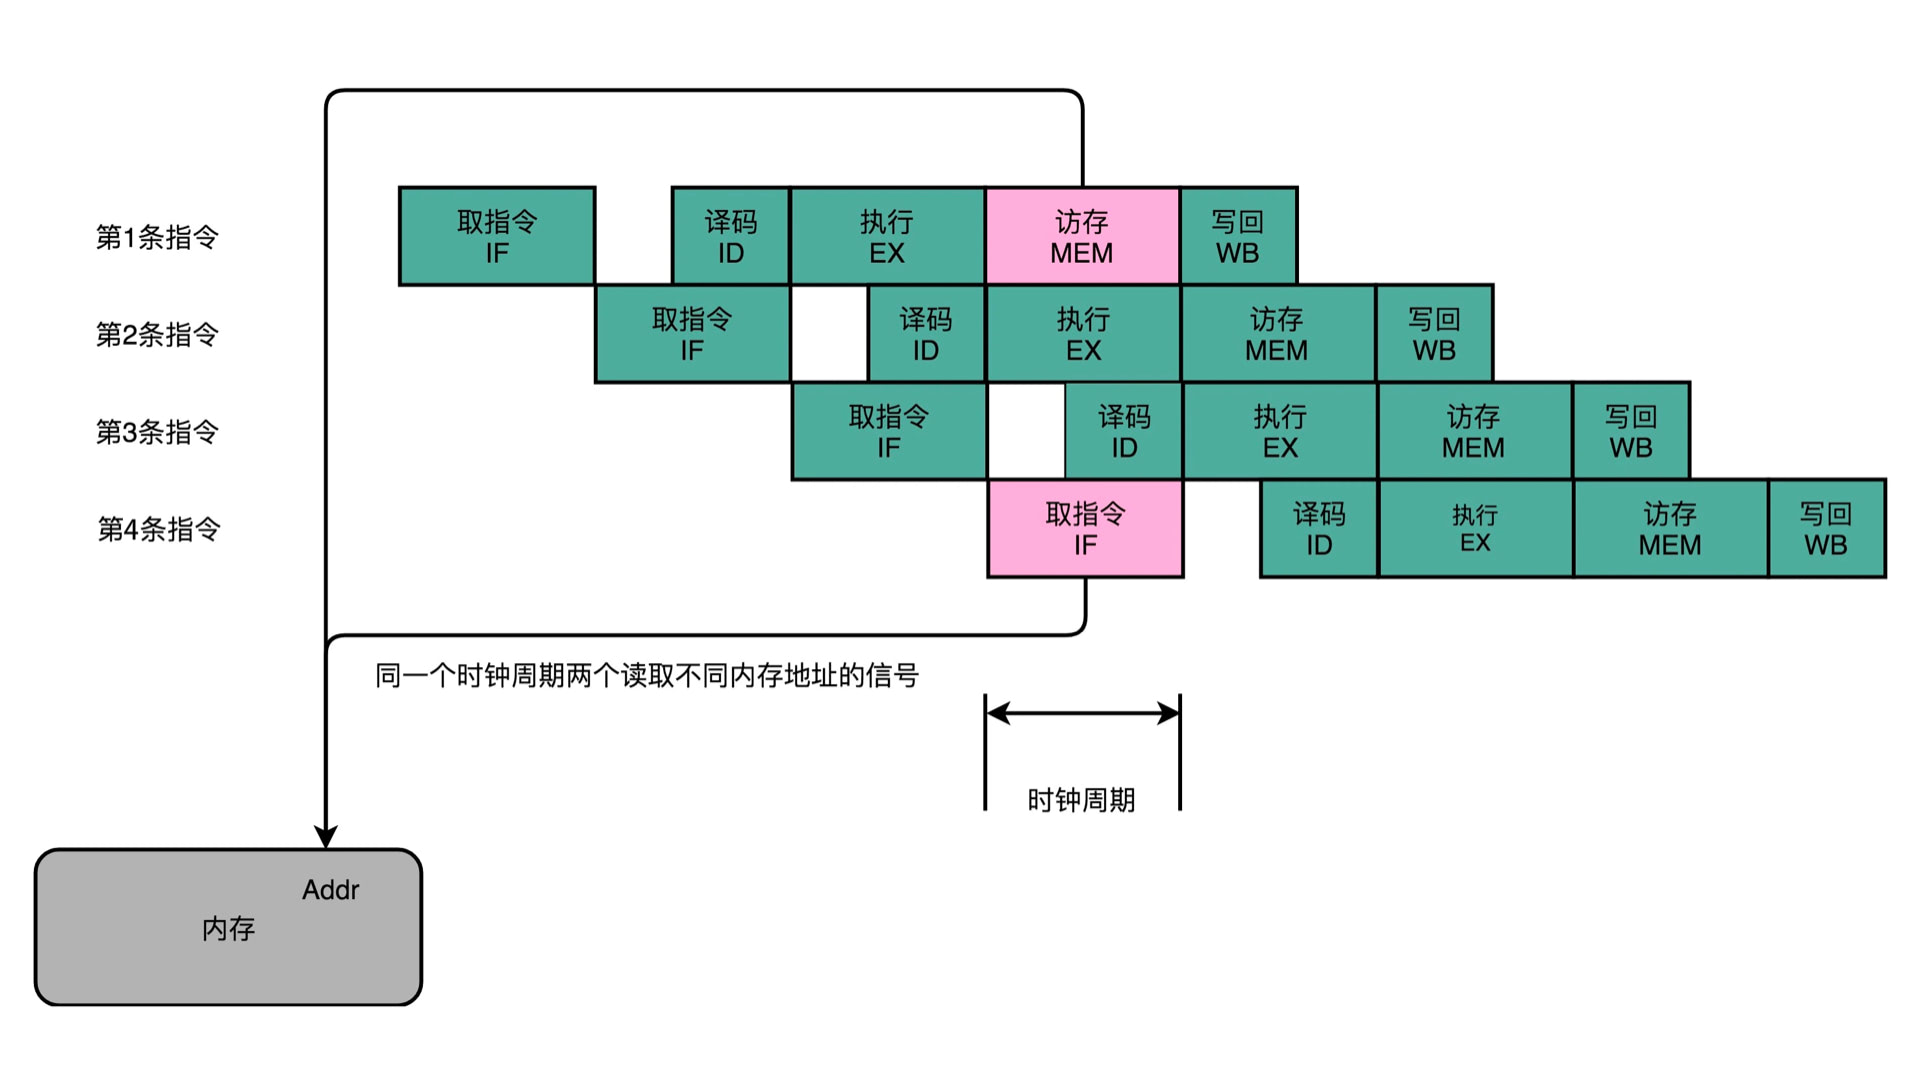 第1条指令
取指令
IF
译码
ID
执行
EX
访存
MEM
写回
WB
第2条指令
取指令
IF
译码
ID
执行
EX
访存
MEM
写回
WB
第3条指令
取指令
IF
译码
ID
执行
EX
访存
MEM
写回
WB
第4条指令
取指令
IF
译码
ID
执行
EX
访存
MEM
写回
WB
同一个时钟周期两个读取不同内存地址的信号
时钟周期
Addr
内存